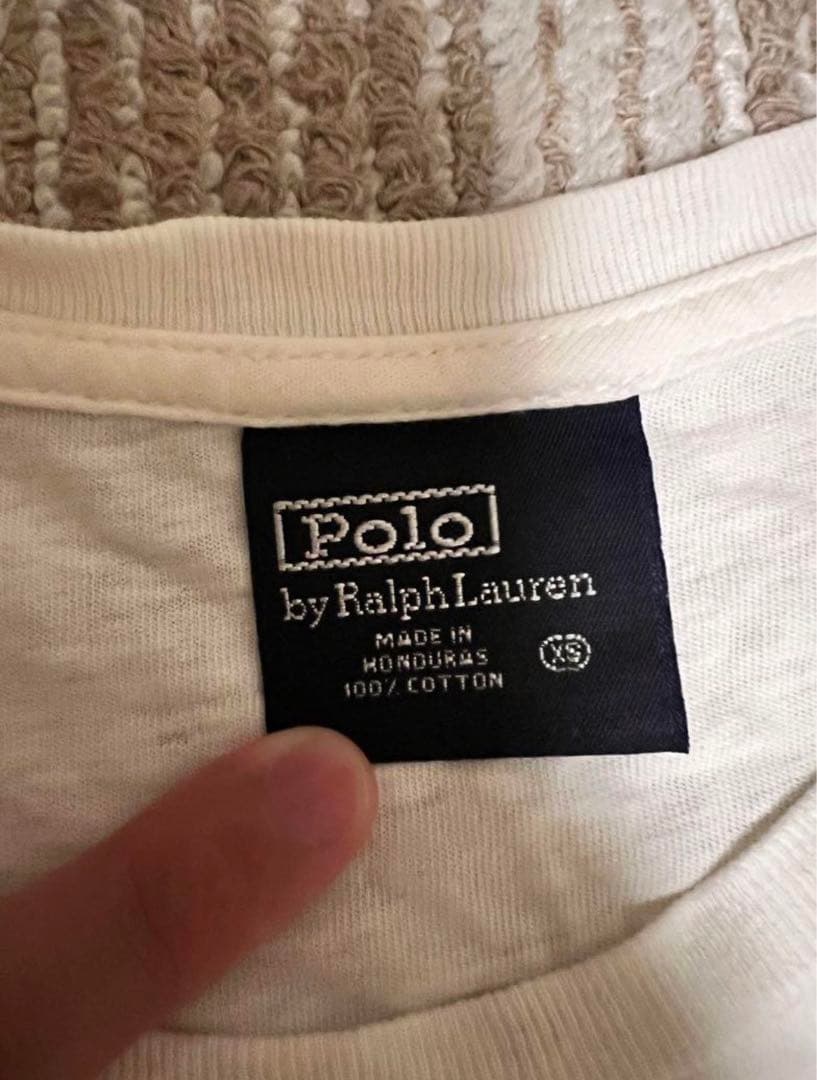 Polo
by Ralph Lauren
MADE IN
HONDURAS
100% COTTON
XS